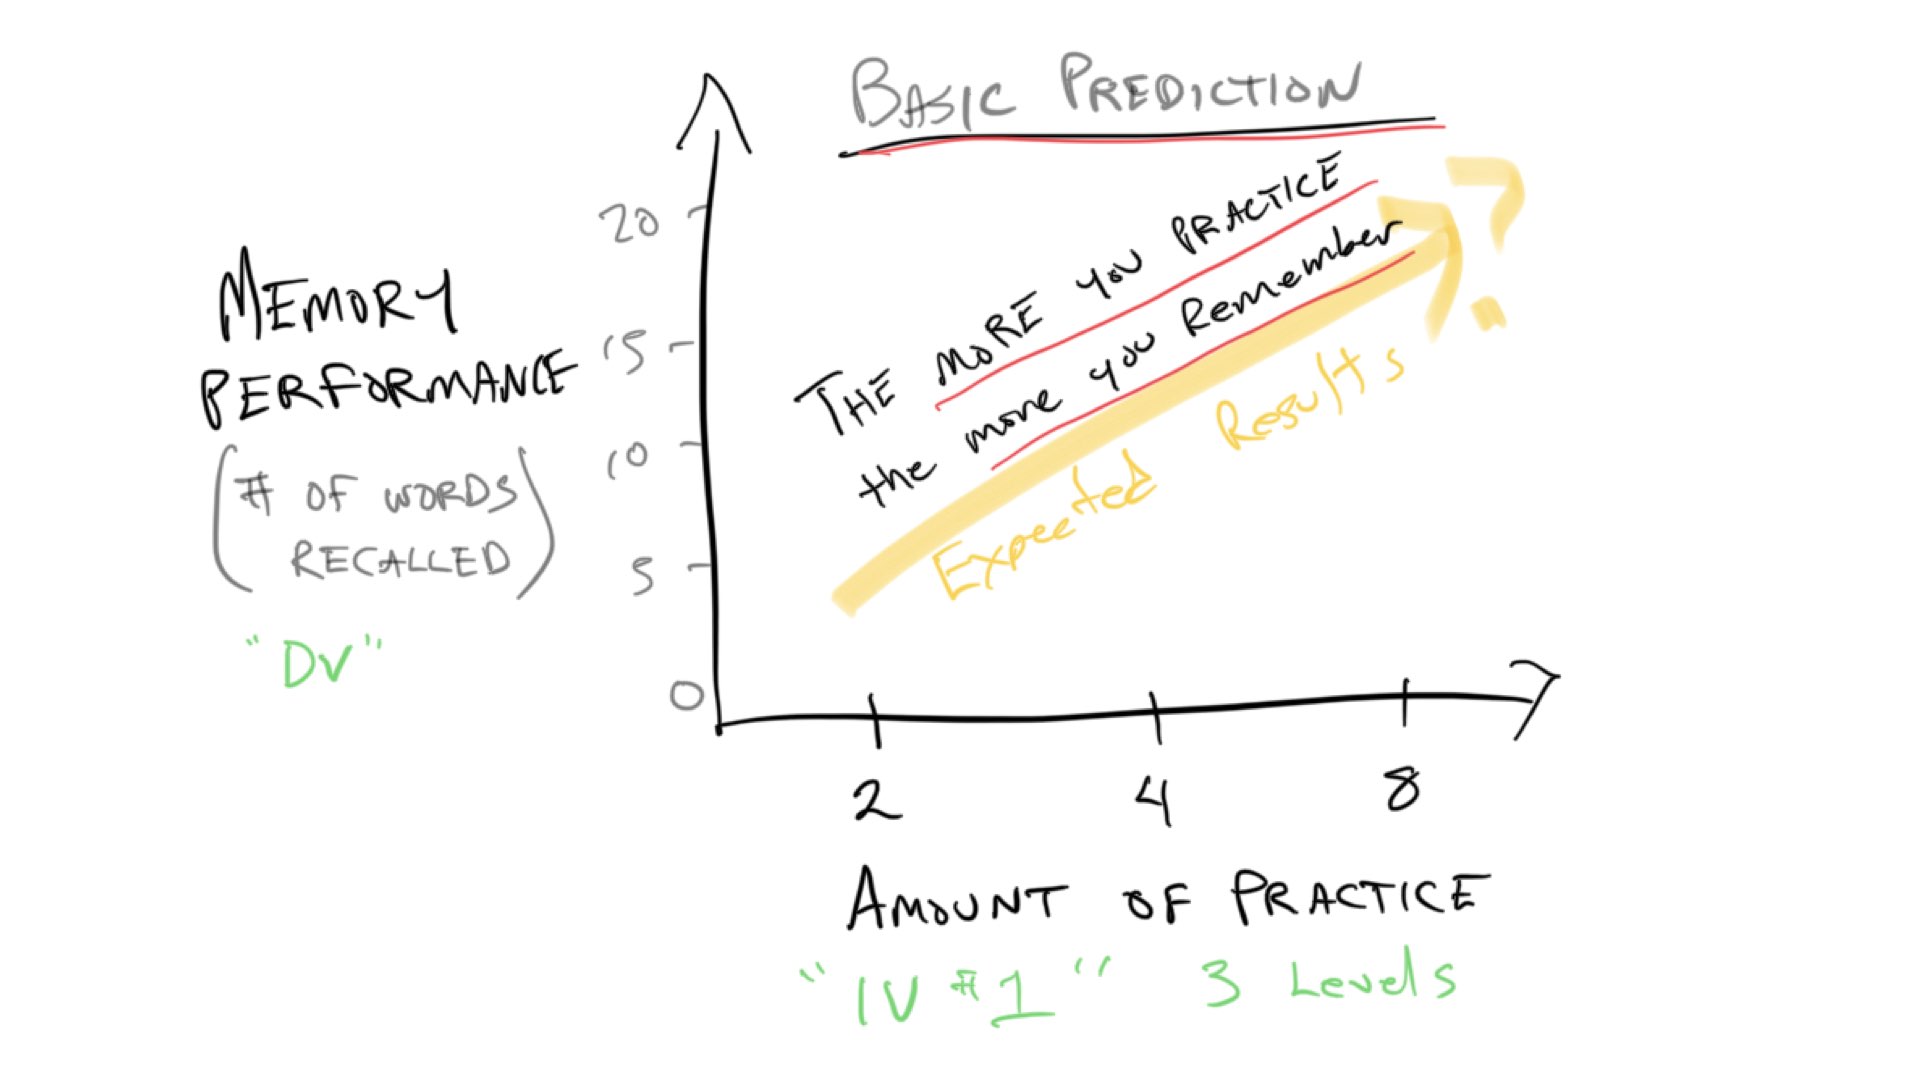 BASIC PREDICTION
THE MORE YOU PRACTICE
the more you Remember
?
Expected Results
MEMORY
PERFORMANCE
(# OF WORDS
RECALLED)
"DV"
20
15
10
5
0
2 4 8
AMOUNT OF PRACTICE
"IV #1" 3 Levels